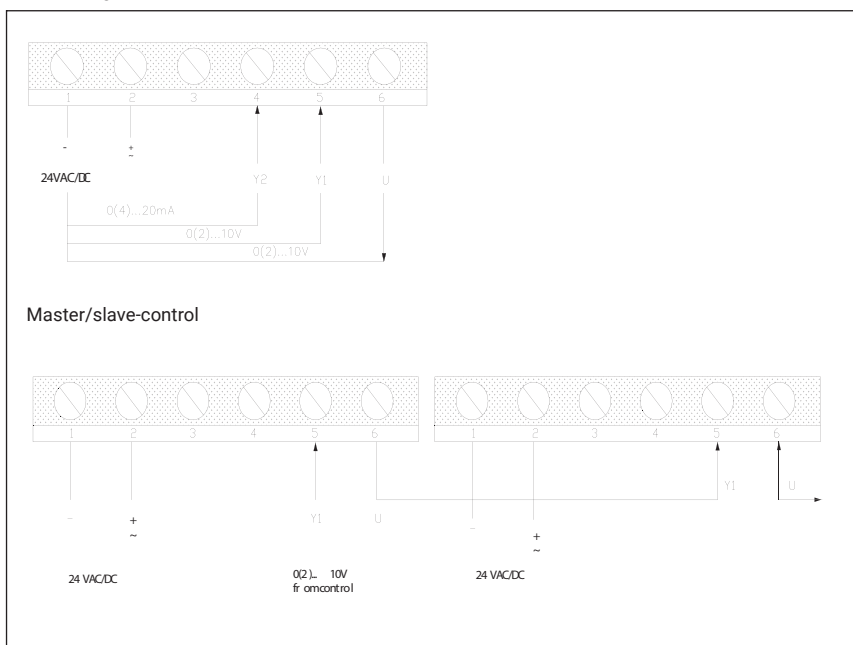 1 2 3 4 5 6
- +
~
24VAC/DC Y2 Y1 U
0(4)...20mA
0(2)...10V
0(2)...10V
Master/slave-control
1 2 3 4 5 6 1 2 3 4 5 6
Y1 U
- + Y1 U -
~ +
~
24 VAC/DC 0(2)... 10V 24 VAC/DC
fr omcontrol